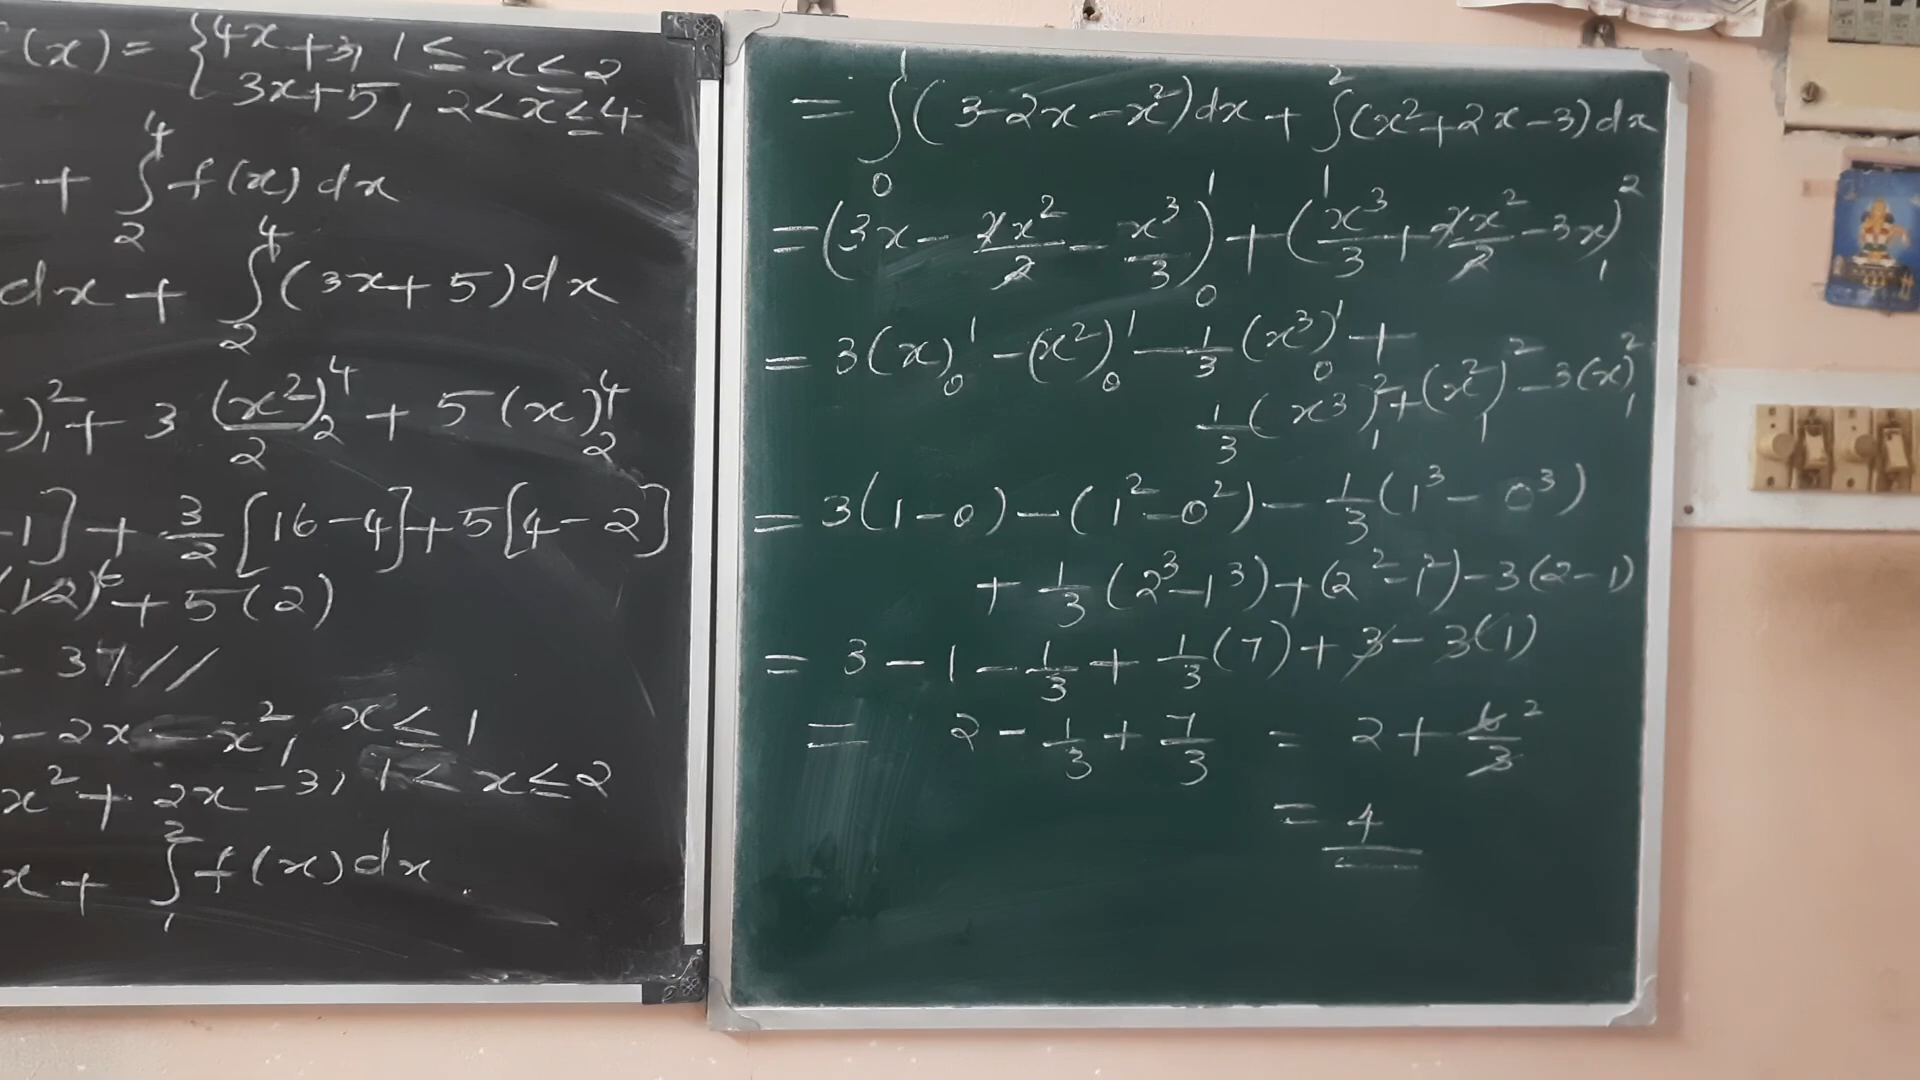 (x) = { 4x+3, 1 ≤ x ≤ 2
3x+5, 2<x≤4
+ ∫₂⁴ f(x) dx
dx + ∫₂⁴ (3x+5) dx
)₁² + 3 (x²)₂⁴/2 + 5 (x)₂⁴
-1] + 3/2 [16-4] + 5[4-2]
(12)⁶ + 5(2)
= 37//
-2x - x², x ≤ 1
x² + 2x - 3, 1 < x ≤ 2
x + ∫₁² f(x) dx.
= ∫₀¹ (3-2x-x²) dx + ∫₁² (x²+2x-3) dx
= (3x - 2x²/2 - x³/3)₀¹ + (x³/3 + 2x²/2 - 3x)₁²
= 3(x)₀¹ - (x²)₀¹ - 1/3 (x³)₀¹ +
1/3 (x³)₁² + (x²)₁² - 3(x)₁²
= 3(1-0) - (1²-0²) - 1/3 (1³ - 0³)
+ 1/3 (2³-1³) + (2²-1²) - 3(2-1)
= 3 - 1 - 1/3 + 1/3 (7) + 3 - 3(1)
= 2 - 1/3 + 7/3 = 2 + 6/3 ²
= 4